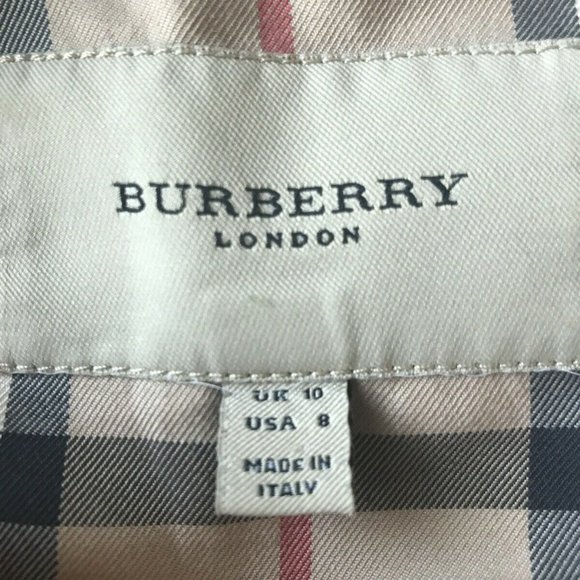 BURBERRY
LONDON
UK 10
USA 8
MADE IN
ITALY